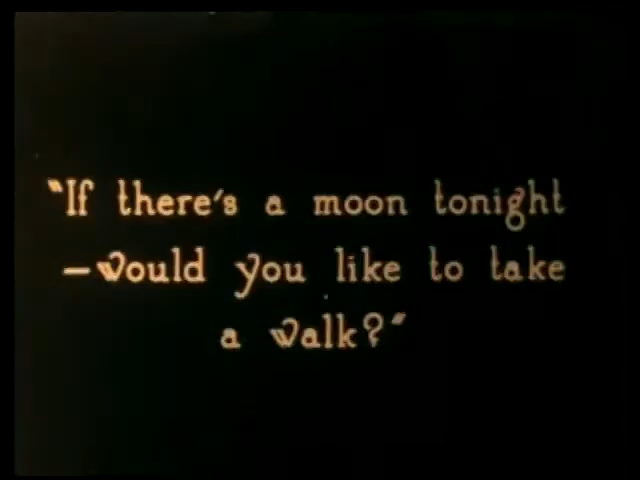 "If there's a moon tonight
—would you like to take
a walk?"